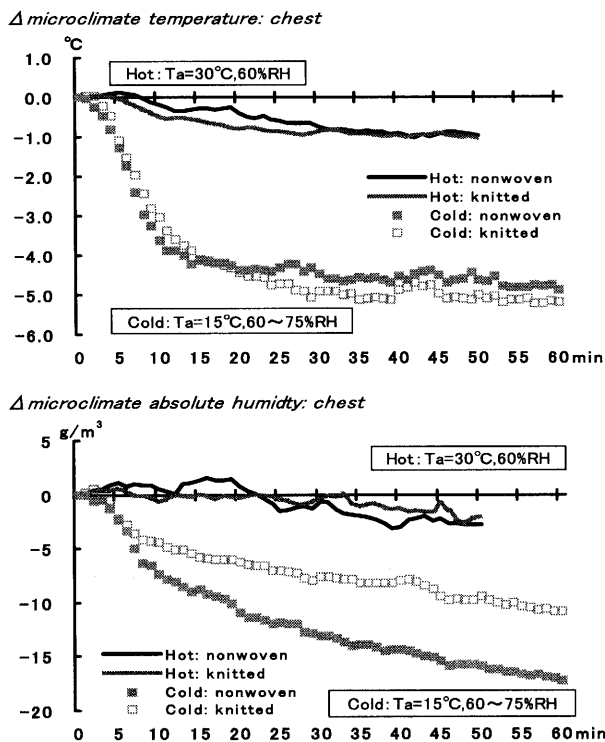 Δ microclimate temperature: chest
°C
1.0
Hot: Ta=30°C,60%RH
0.0
-1.0
-2.0
Hot: nonwoven
Hot: knitted
-3.0
Cold: nonwoven
Cold: knitted
-4.0
-5.0
Cold: Ta=15°C,60～75%RH
-6.0
0 5 10 15 20 25 30 35 40 45 50 55 60min
Δ microclimate absolute humidty: chest
g/m³
5
Hot: Ta=30°C,60%RH
0
-5
-10
-15
Hot: nonwoven
Hot: knitted
Cold: nonwoven
Cold: knitted
Cold: Ta=15°C,60～75%RH
-20
0 5 10 15 20 25 30 35 40 45 50 55 60 min